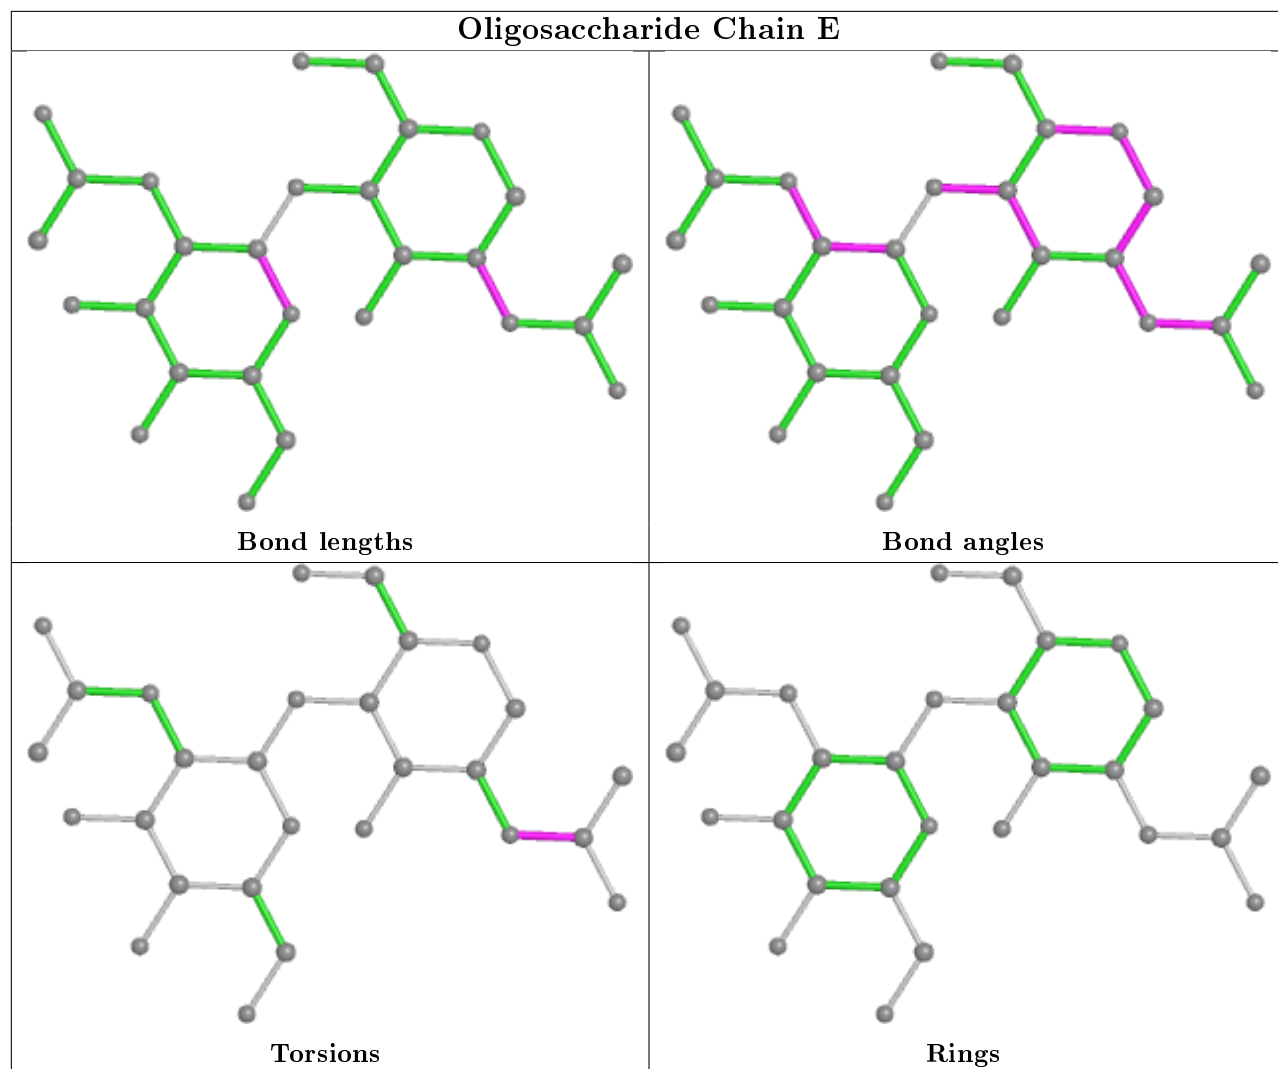 Oligosaccharide Chain E
Bond lengths
Bond angles
Torsions
Rings